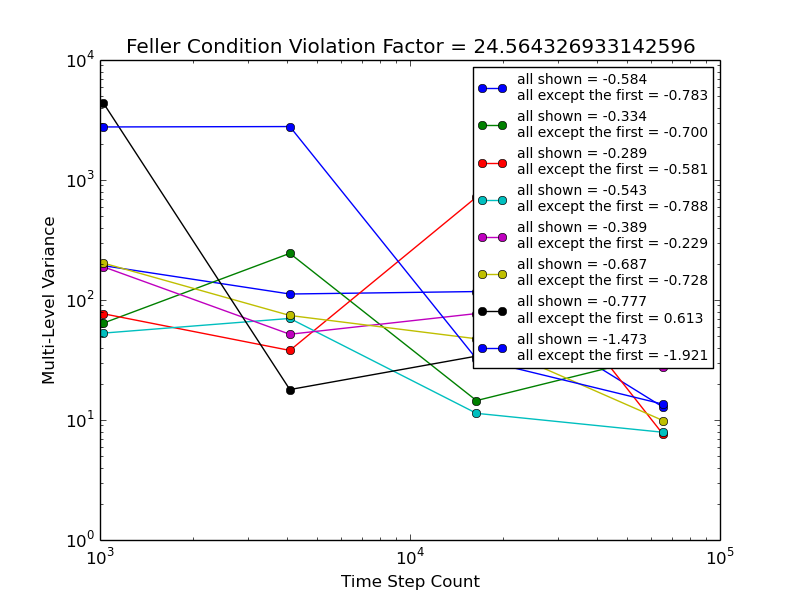 Feller Condition Violation Factor = 24.564326933142596
10^4
10^3
10^2
10^1
10^0
Multi-Level Variance
all shown = -0.584
all except the first = -0.783
all shown = -0.334
all except the first = -0.700
all shown = -0.289
all except the first = -0.581
all shown = -0.543
all except the first = -0.788
all shown = -0.389
all except the first = -0.229
all shown = -0.687
all except the first = -0.728
all shown = -0.777
all except the first = 0.613
all shown = -1.473
all except the first = -1.921
10^3 10^4 10^5
Time Step Count